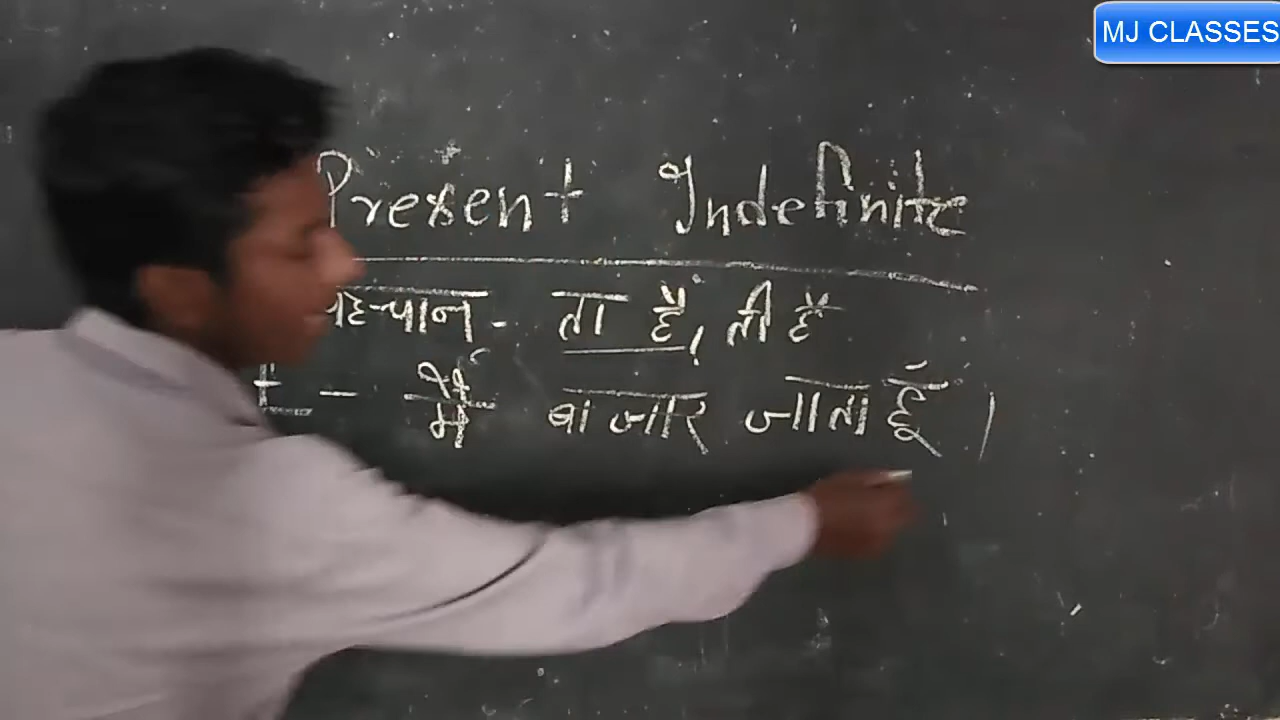 MJ CLASSES
Present Indefinite
पहचान - ता है, ती है
- मैं बाजार जाता हूँ ।